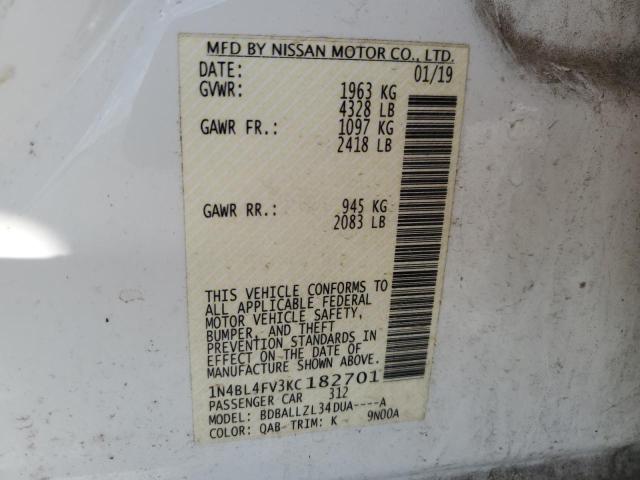 MFD BY NISSAN MOTOR CO., LTD.
DATE: 01/19
GVWR: 1963 KG
4328 LB
GAWR FR.: 1097 KG
2418 LB
GAWR RR.: 945 KG
2083 LB
THIS VEHICLE CONFORMS TO
ALL APPLICABLE FEDERAL
MOTOR VEHICLE SAFETY,
BUMPER, AND THEFT
PREVENTION STANDARDS IN
EFFECT ON THE DATE OF
MANUFACTURE SHOWN ABOVE.
1N4BL4FV3KC182701
PASSENGER CAR 312
MODEL: BDBALLZL34DUA----A
COLOR: QAB TRIM: K 9N00A